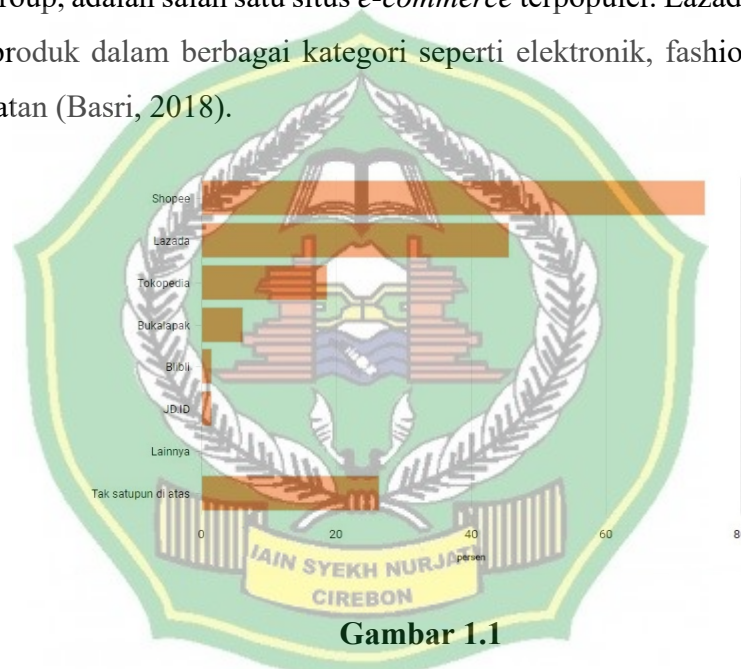 roup, adalah salah satu situs e-commerce terpopuler. Lazad
produk dalam berbagai kategori seperti elektronik, fashio
atan (Basri, 2018).
Shopee
Lazada
Tokopedia
Bukalapak
Blibli
JD.ID
Lainnya
Tak satupun di atas
0 20 40 60 8
persen
IAIN SYEKH NURJATI
CIREBON
Gambar 1.1